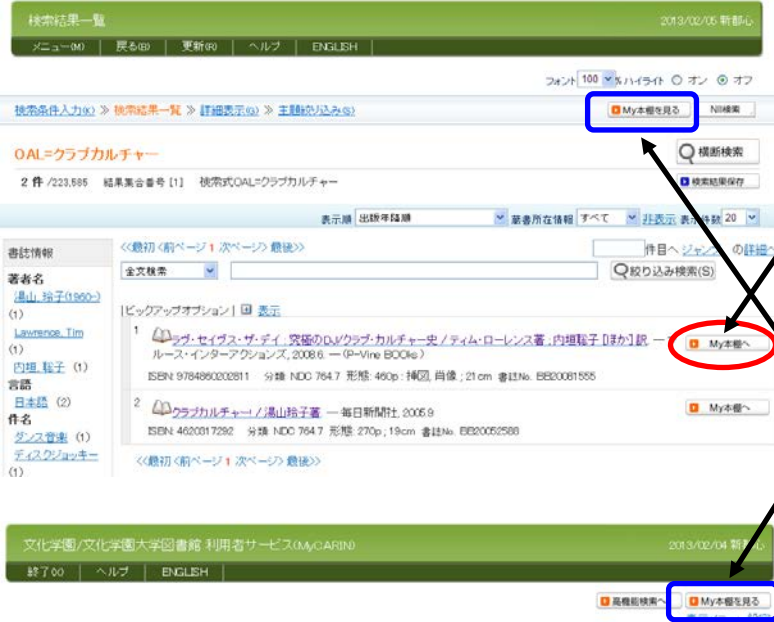 検索結果一覧 2013/02/05 新都心
メニュー(M) 戻る(B) 更新(R) ヘルプ ENGLISH
フォント 100 % ハイライト オン オフ
検索条件入力(K) ≫ 検索結果一覧 ≫ 詳細表示(G) ≫ 主題絞り込み(S) My本棚を見る NII検索
OAL=クラブカルチャー 横断検索
2 件 /223,585 結果集合番号 [1] 検索式OAL=クラブカルチャー 検索結果保存
表示順 出版年降順 蔵書所在情報 すべて 非表示 表示件数 20
書誌情報 <<最初 <前ページ 1 次ページ> 最後>> 件目へ ジャンプ の詳細へ
全文検索 絞り込み検索(S)
著者名
湯山, 玲子(1960-)
(1)
Lawrence, Tim
(1)
内垣, 聡子 (1)
言語
日本語 (2)
件名
ダンス音楽 (1)
ディスクジョッキー
(1)
|ピックアップオプション| 表示
1 ラヴ・セイヴス・ザ・デイ : 究極のDJ/クラブ・カルチャー史 / ティム・ローレンス著 ; 内垣聡子 [ほか] 訳. — My本棚へ
ルース・インターアクションズ, 2008.6. — (P-Vine BOOKs)
ISBN: 9784860202811 分類: NDC 764.7 形態: 460p : 挿図, 肖像 ; 21cm 書誌No. BB20081555
2 クラブカルチャー! / 湯山玲子著. — 毎日新聞社, 2005.9 My本棚へ
ISBN: 4620317292 分類: NDC 764.7 形態: 270p ; 19cm 書誌No. BB20052588
<<最初 <前ページ 1 次ページ> 最後>>
文化学園/文化学園大学図書館 利用者サービス(MyCARIN) 2013/02/04 新都心
終了(X) ヘルプ ENGLISH
高機能検索へ My本棚を見る